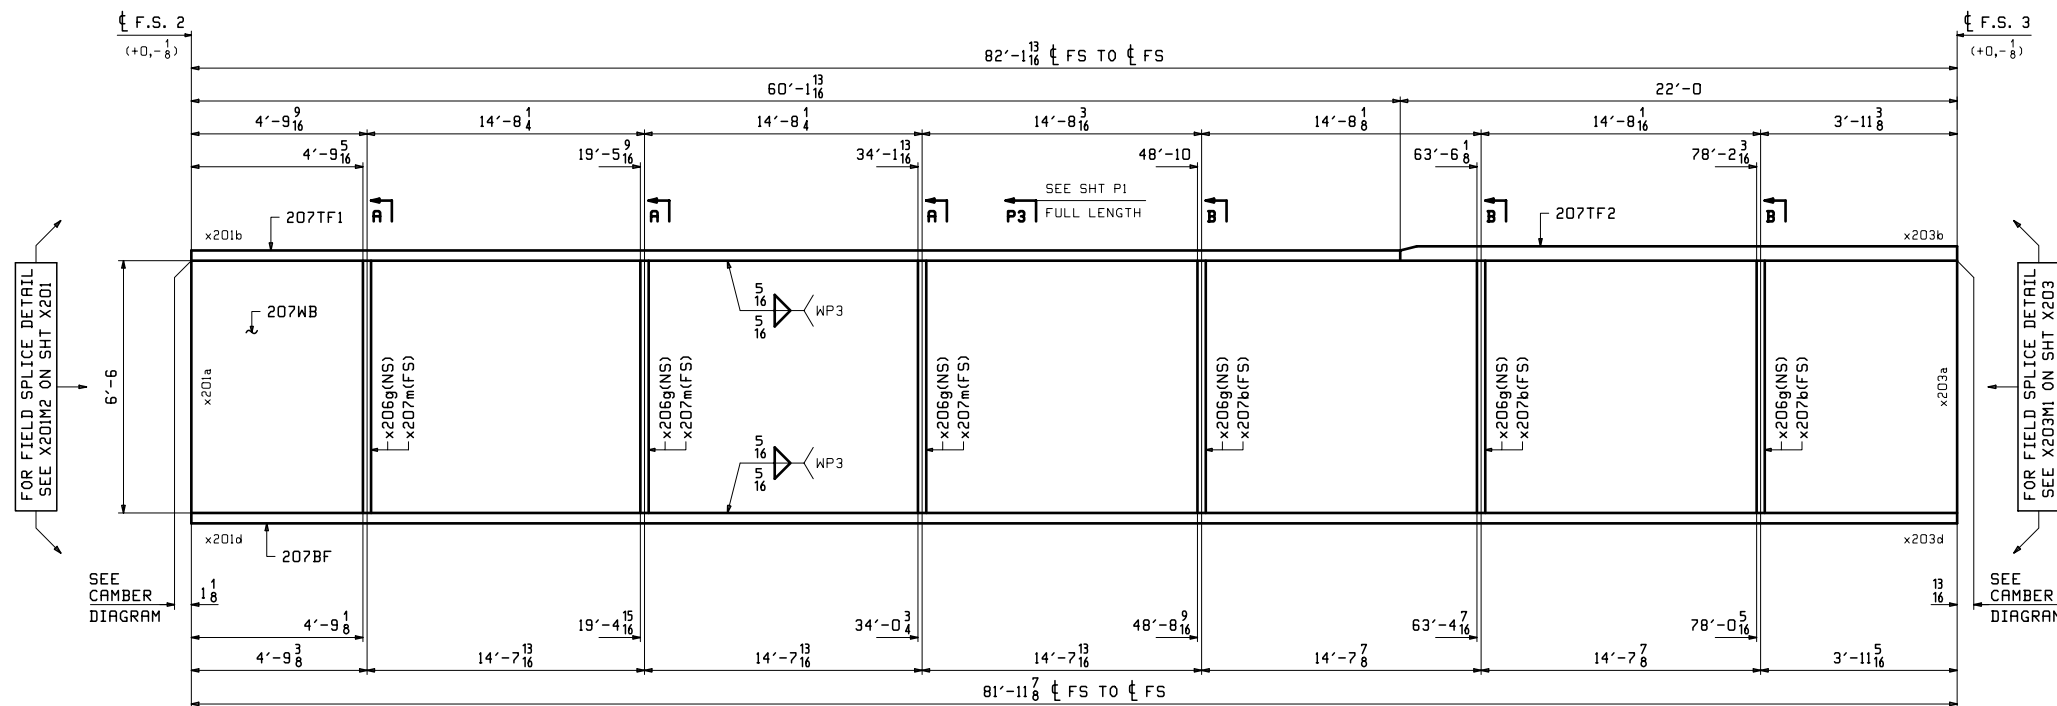 ℄ F.S. 2
(+0,-1/8)
℄ F.S. 3
(+0,-1/8)
82'-1 13/16 ℄ FS TO ℄ FS
60'-1 13/16
22'-0
4'-9 9/16
14'-8 1/4
14'-8 1/4
14'-8 3/16
14'-8 1/8
14'-8 1/16
3'-11 3/8
4'-9 5/16
19'-5 9/16
34'-1 13/16
48'-10
63'-6 1/8
78'-2 3/16
A
A
A
P3
SEE SHT P1
FULL LENGTH
B
B
B
x201b
207TF1
207TF2
x203b
FOR FIELD SPLICE DETAIL
SEE X201M2 ON SHT X201
6'-6
x201a
207WB
5/16
5/16
WP3
5/16
5/16
WP3
x206g(NS)
x207m(FS)
x206g(NS)
x207m(FS)
x206g(NS)
x207m(FS)
x206g(NS)
x207b(FS)
x206g(NS)
x207b(FS)
x206g(NS)
x207b(FS)
x203a
FOR FIELD SPLICE DETAIL
SEE X203M1 ON SHT X203
x201d
207BF
x203d
SEE
CAMBER
DIAGRAM
1 1/8
13/16
SEE
CAMBER
DIAGRAM
4'-9 1/8
19'-4 15/16
34'-0 3/4
48'-8 9/16
63'-4 7/16
78'-0 5/16
4'-9 3/8
14'-7 13/16
14'-7 13/16
14'-7 13/16
14'-7 7/8
14'-7 7/8
3'-11 5/16
81'-11 7/8 ℄ FS TO ℄ FS